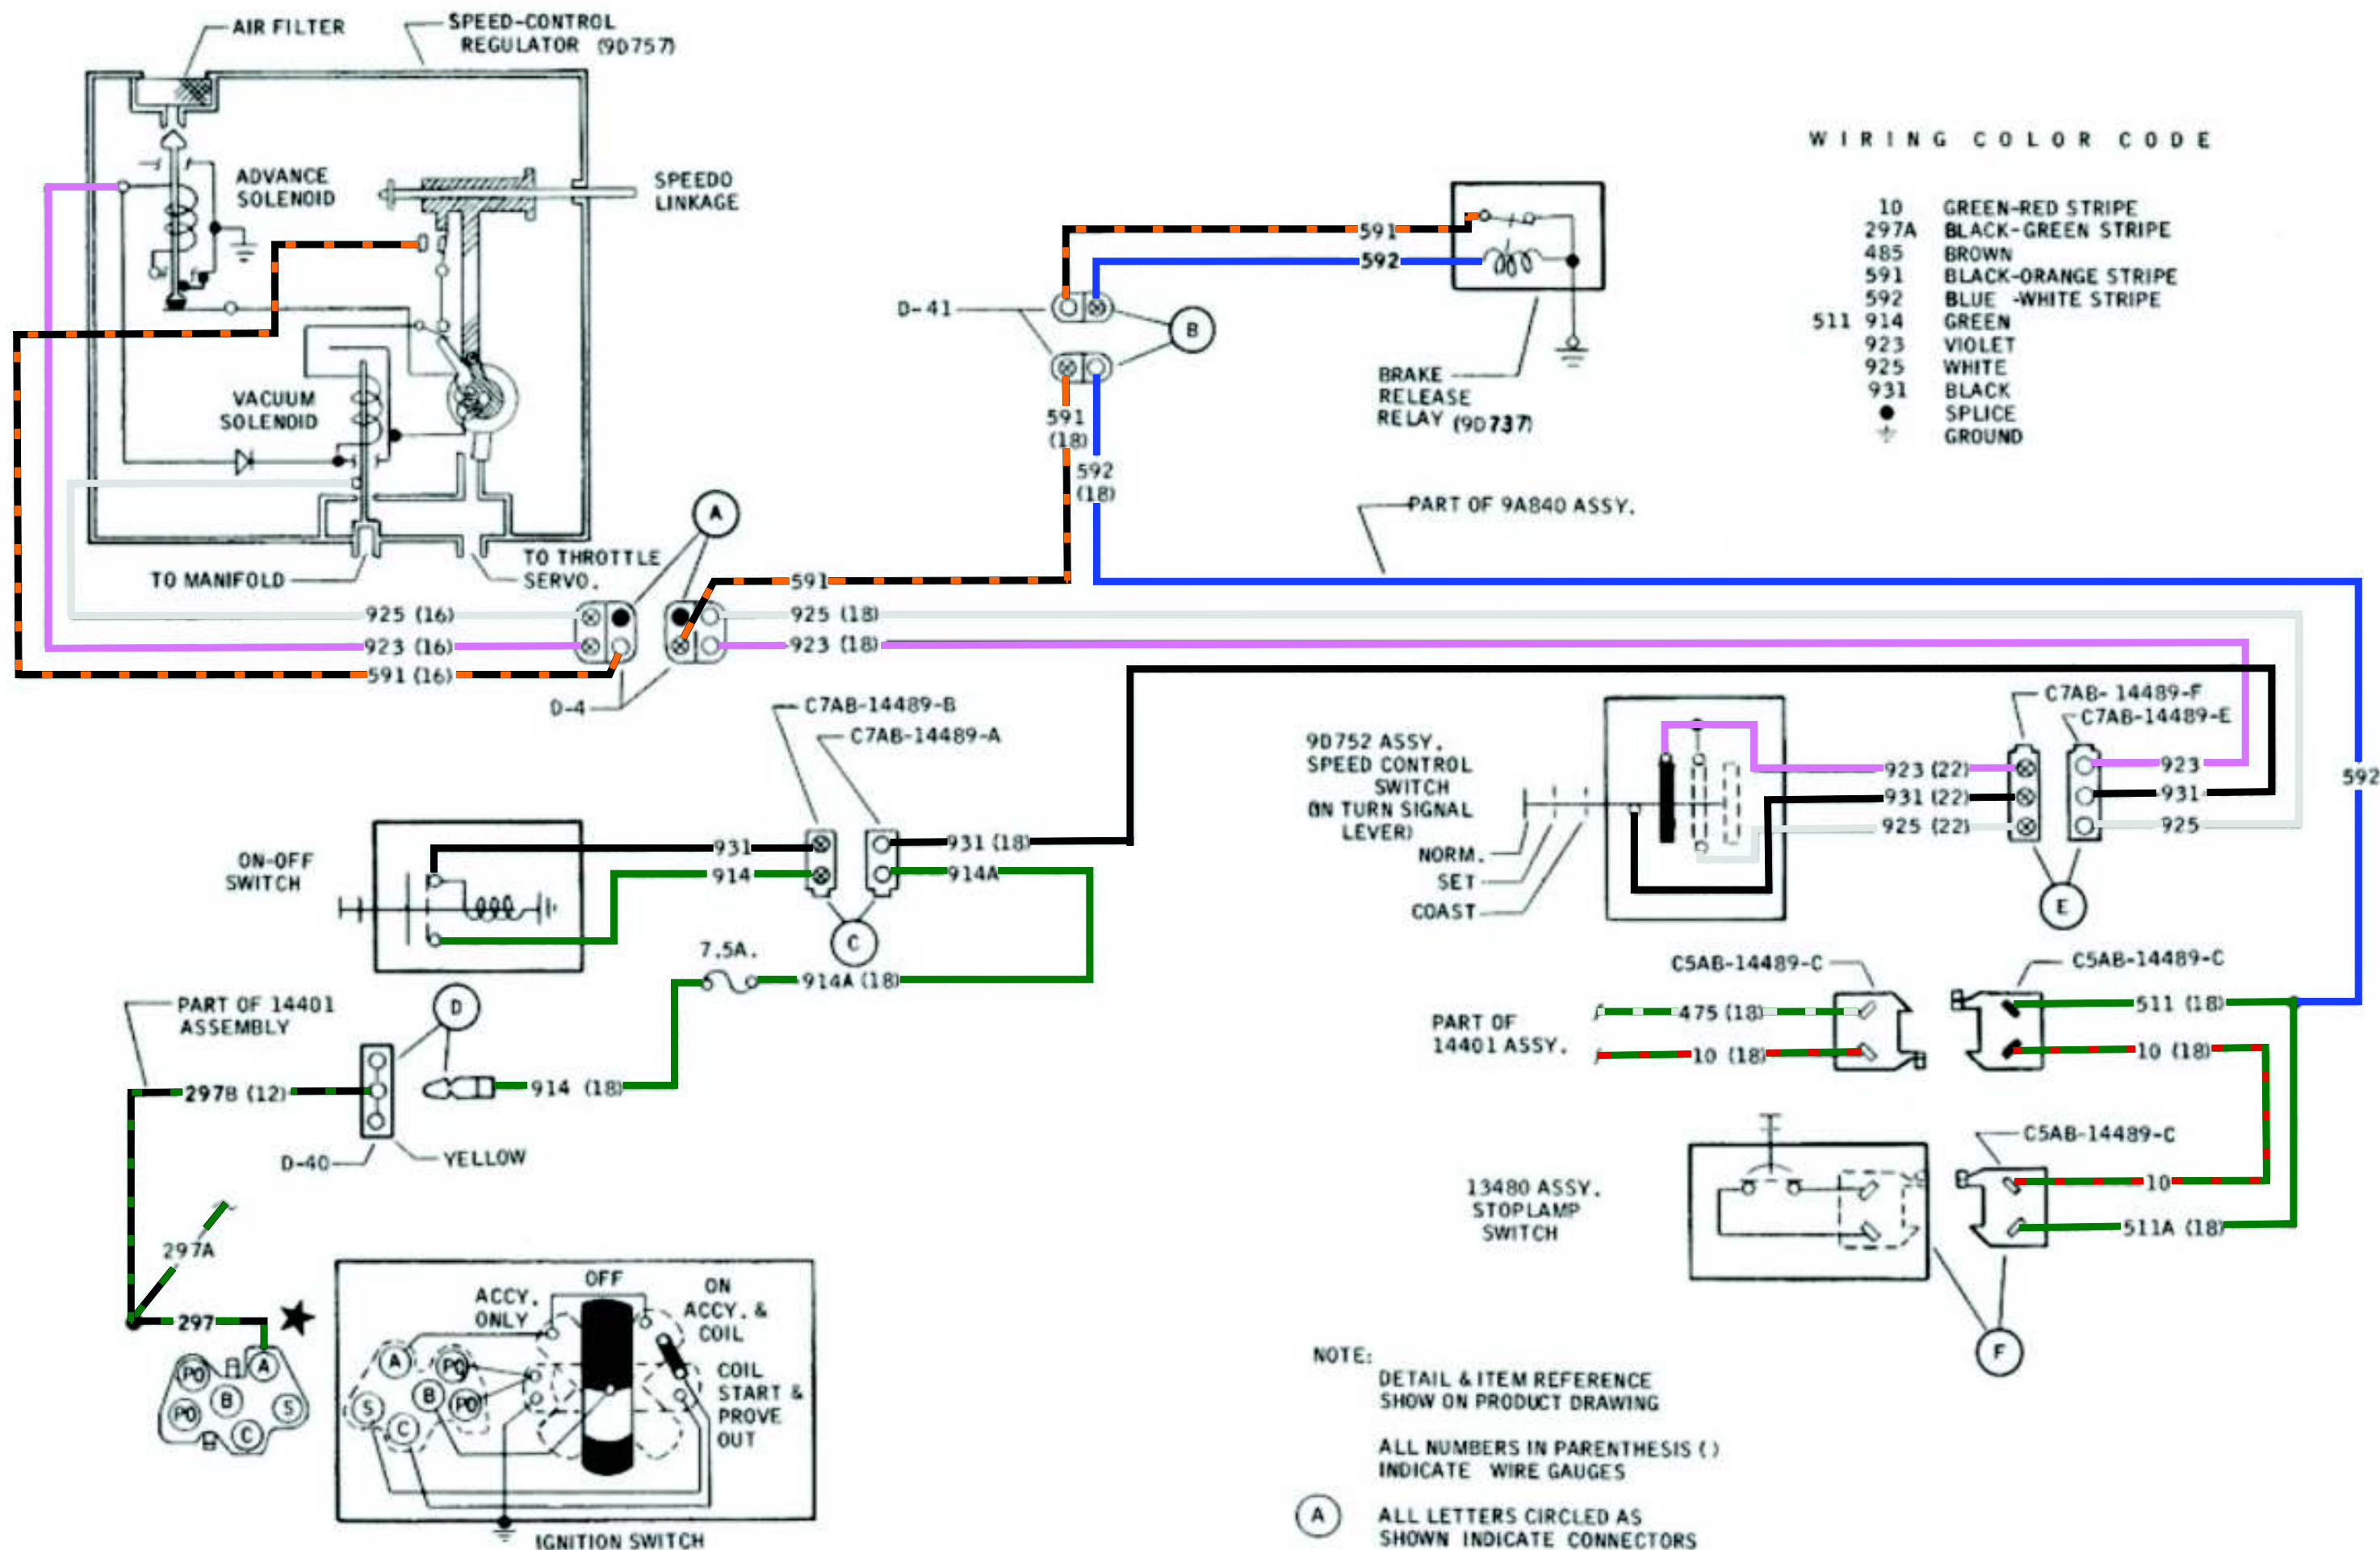 AIR FILTER
SPEED-CONTROL
REGULATOR (9D757)
ADVANCE
SOLENOID
SPEEDO
LINKAGE
VACUUM
SOLENOID
TO MANIFOLD
TO THROTTLE
SERVO.
A
925 (16)
923 (16)
591 (16)
D-4
591
925 (18)
923 (18)
D-41
B
591
592
591
(18)
592
(18)
BRAKE
RELEASE
RELAY (9D737)
PART OF 9A840 ASSY.
WIRING COLOR CODE
10 GREEN-RED STRIPE
297A BLACK-GREEN STRIPE
485 BROWN
591 BLACK-ORANGE STRIPE
592 BLUE -WHITE STRIPE
511 914 GREEN
923 VIOLET
925 WHITE
931 BLACK
SPLICE
GROUND
C7AB-14489-B
C7AB-14489-A
ON-OFF
SWITCH
931
914
931 (18)
914A
C
7.5A.
914A (18)
PART OF 14401
ASSEMBLY
D
297B (12)
914 (18)
D-40
YELLOW
297A
297
PO
A
B
PO
S
C
OFF
ACCY.
ONLY
ON
ACCY. &
COIL
COIL
START &
PROVE
OUT
A
PO
B
PO
S
C
IGNITION SWITCH
9D752 ASSY.
SPEED CONTROL
SWITCH
ON TURN SIGNAL
LEVER)
NORM.
SET
COAST
C7AB- 14489-F
C7AB-14489-E
923 (22)
931 (22)
925 (22)
923
931
925
592
E
C5AB-14489-C
C5AB-14489-C
PART OF
14401 ASSY.
475 (18)
10 (18)
511 (18)
10 (18)
C5AB-14489-C
13480 ASSY.
STOPLAMP
SWITCH
10
511A (18)
F
NOTE:
DETAIL & ITEM REFERENCE
SHOW ON PRODUCT DRAWING
ALL NUMBERS IN PARENTHESIS ( )
INDICATE WIRE GAUGES
A
ALL LETTERS CIRCLED AS
SHOWN INDICATE CONNECTORS